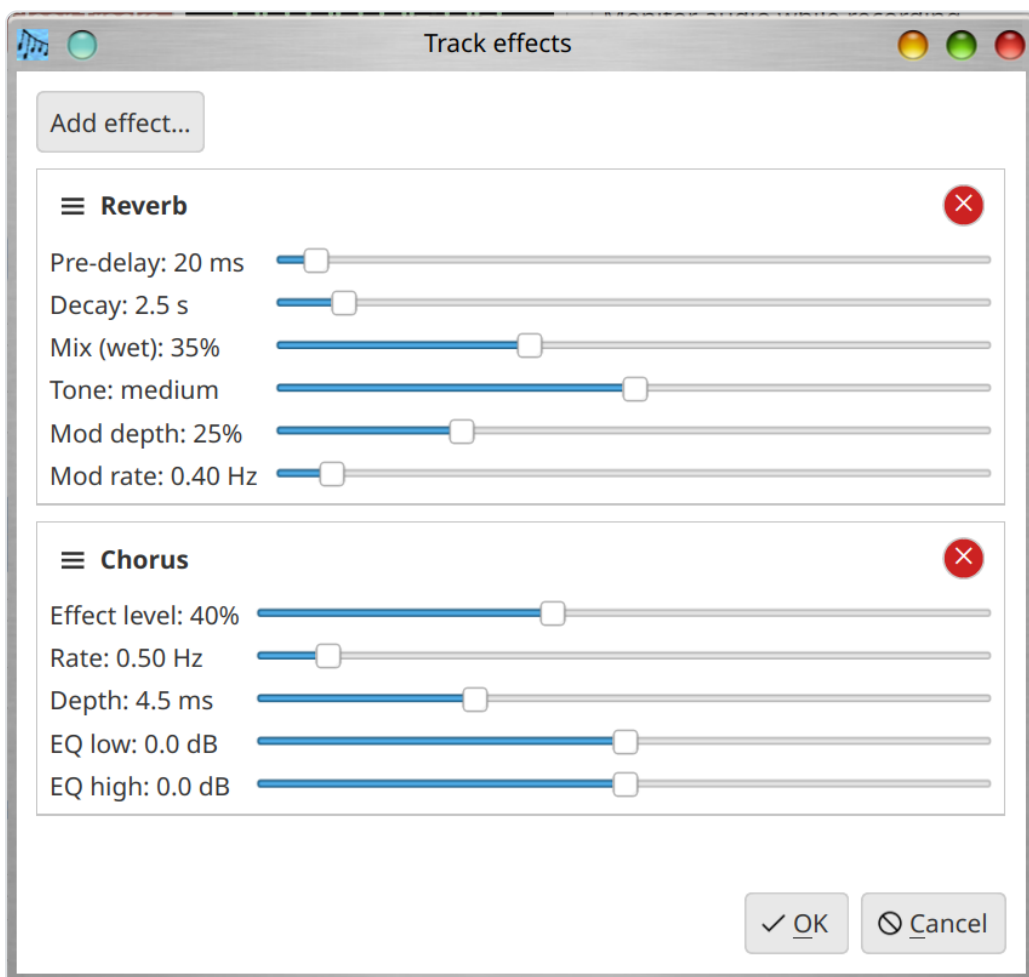 Track effects
Add effect...
Reverb
Pre-delay: 20 ms
Decay: 2.5 s
Mix (wet): 35%
Tone: medium
Mod depth: 25%
Mod rate: 0.40 Hz
Chorus
Effect level: 40%
Rate: 0.50 Hz
Depth: 4.5 ms
EQ low: 0.0 dB
EQ high: 0.0 dB
OK Cancel